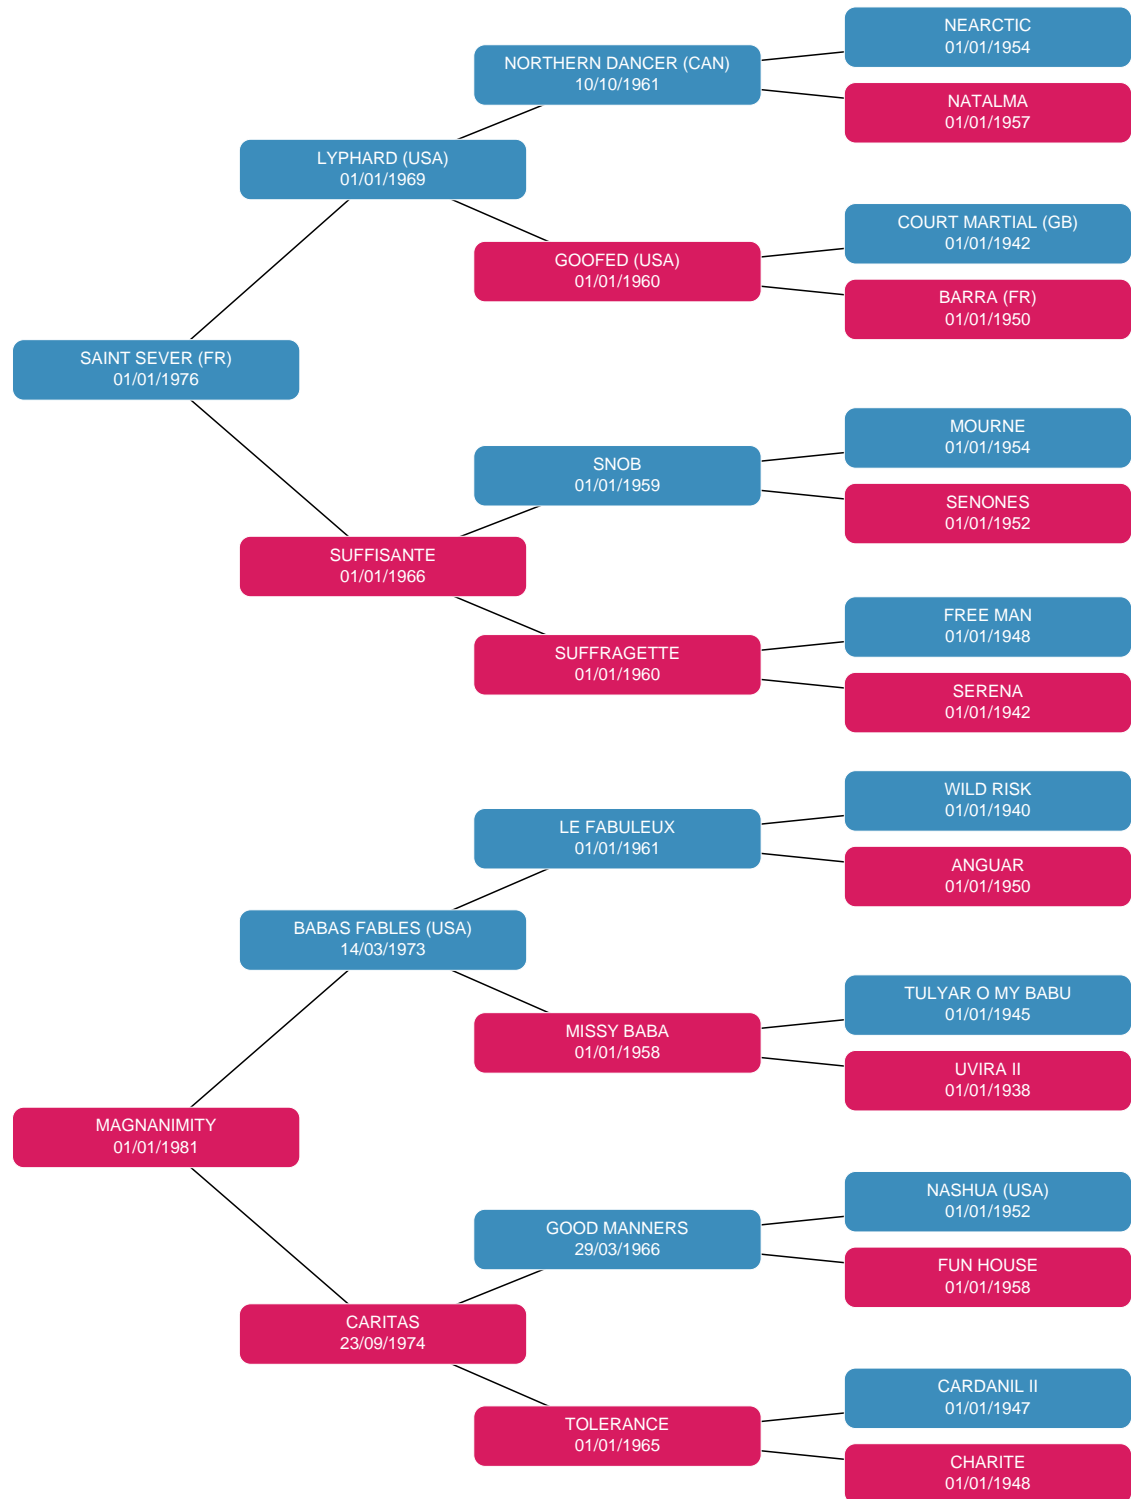 NEARCTIC
01/01/1954
NORTHERN DANCER (CAN)
10/10/1961
NATALMA
01/01/1957
LYPHARD (USA)
01/01/1969
COURT MARTIAL (GB)
01/01/1942
GOOFED (USA)
01/01/1960
BARRA (FR)
01/01/1950
SAINT SEVER (FR)
01/01/1976
MOURNE
01/01/1954
SNOB
01/01/1959
SENONES
01/01/1952
SUFFISANTE
01/01/1966
FREE MAN
01/01/1948
SUFFRAGETTE
01/01/1960
SERENA
01/01/1942
WILD RISK
01/01/1940
LE FABULEUX
01/01/1961
ANGUAR
01/01/1950
BABAS FABLES (USA)
14/03/1973
TULYAR O MY BABU
01/01/1945
MISSY BABA
01/01/1958
UVIRA II
01/01/1938
MAGNANIMITY
01/01/1981
NASHUA (USA)
01/01/1952
GOOD MANNERS
29/03/1966
FUN HOUSE
01/01/1958
CARITAS
23/09/1974
CARDANIL II
01/01/1947
TOLERANCE
01/01/1965
CHARITE
01/01/1948